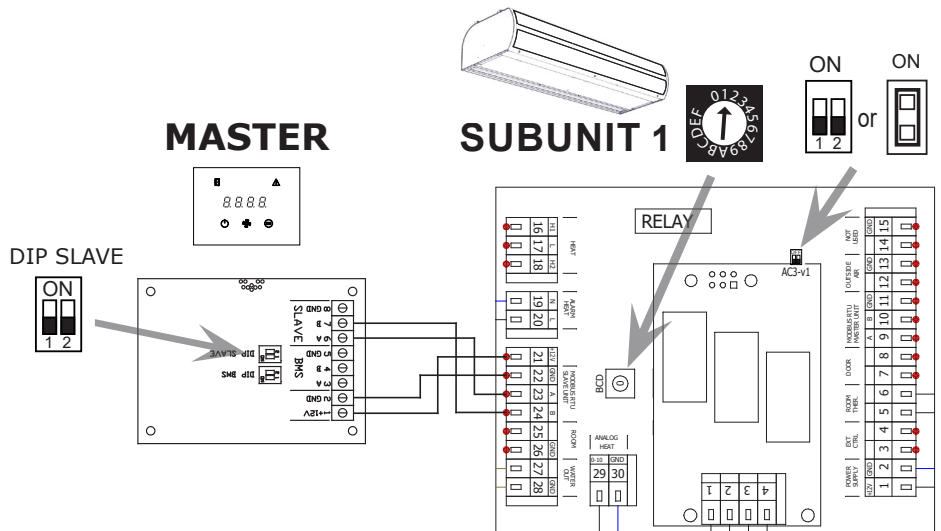 ON
1 2
or
ON
0123456789ABCDEF
MASTER
SUBUNIT 1
8.8.8.8.
DIP SLAVE
ON
1 2
RELAY
AC3-v1
SLAVE
8 GND
7 B
6 A
BMS
5 GND
4 B
3 A
2 GND
1 +12V
DIP SLAVE
DIP BMS
16 H1
17 L
18 H2
HEAT
19 N
20 L
ALARM
HEAT
21 H2V
22 GND
23 A
24 B
MODBUS RTU
SLAVE UNIT
25
26 GND
ROOM
27
28 GND
WATER
OUT
BCD
0
ANALOG
HEAT
0-10 GND
29 30
1 2 3 4
NOT
USED
GND 15
14
OUTSIDE
AIR
GND 13
12
MODBUS RTU
MASTER UNIT
GND 11
B 10
A 9
DOOR
8
7
ROOM
THER.
6
5
EXT
CTRL
4
3
POWER
SUPPLY
GND 2
H2V 1